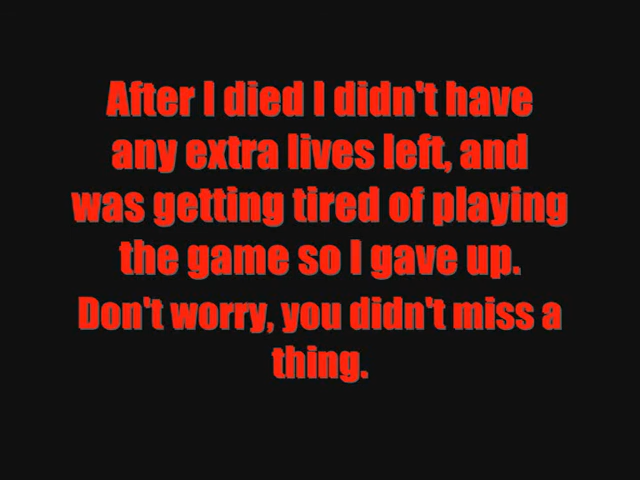 After I died I didn't have
any extra lives left, and
was getting tired of playing
the game so I gave up.
Don't worry, you didn't miss a
thing.